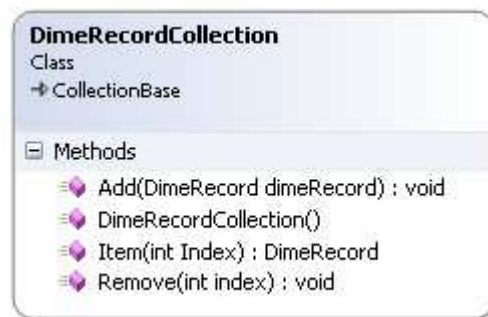 DimeRecordCollection
Class
CollectionBase
Methods
Add(DimeRecord dimeRecord) : void
DimeRecordCollection()
Item(int Index) : DimeRecord
Remove(int index) : void